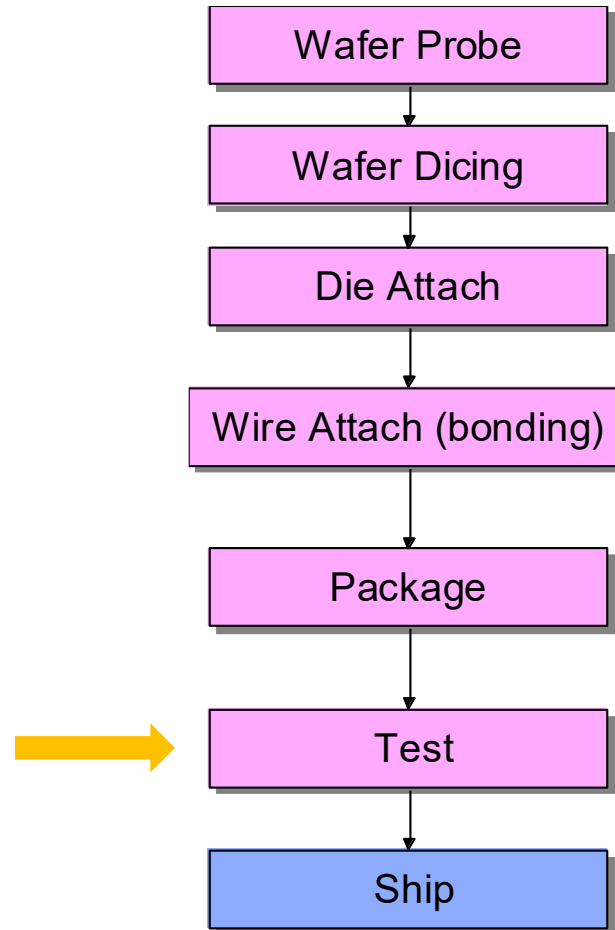 Wafer Probe
Wafer Dicing
Die Attach
Wire Attach (bonding)
Package
Test
Ship